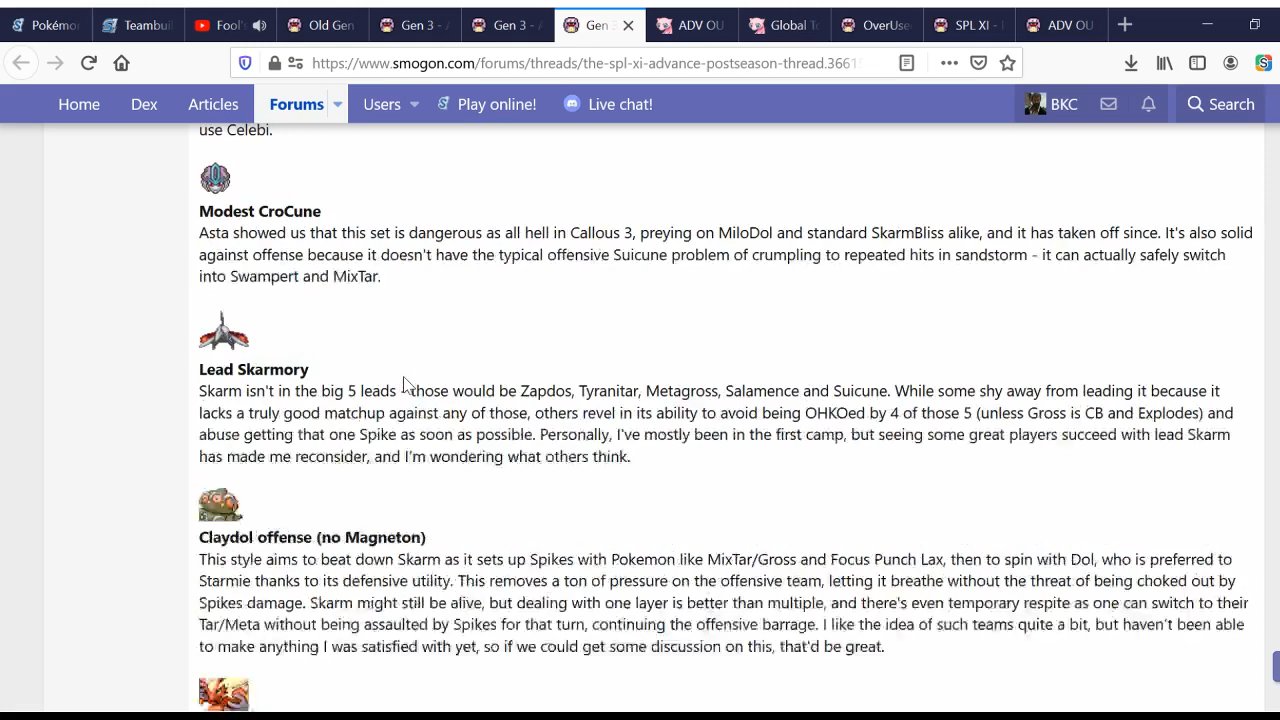 Pokémo
Teambuil
Fool's
Old Gen
Gen 3 - A
Gen 3 -
Gen
ADV OU
Global To
OverUse
SPL XI -
ADV OU
https://www.smogon.com/forums/threads/the-spl-xi-advance-postseason-thread.3661
Home Dex Articles Forums Users Play online! Live chat! BKC Search
use Celebi.
Modest CroCune
Asta showed us that this set is dangerous as all hell in Callous 3, preying on MiloDol and standard SkarmBliss alike, and it has taken off since. It's also solid
against offense because it doesn't have the typical offensive Suicune problem of crumpling to repeated hits in sandstorm - it can actually safely switch
into Swampert and MixTar.
Lead Skarmory
Skarm isn't in the big 5 leads - those would be Zapdos, Tyranitar, Metagross, Salamence and Suicune. While some shy away from leading it because it
lacks a truly good matchup against any of those, others revel in its ability to avoid being OHKOed by 4 of those 5 (unless Gross is CB and Explodes) and
abuse getting that one Spike as soon as possible. Personally, I've mostly been in the first camp, but seeing some great players succeed with lead Skarm
has made me reconsider, and I'm wondering what others think.
Claydol offense (no Magneton)
This style aims to beat down Skarm as it sets up Spikes with Pokemon like MixTar/Gross and Focus Punch Lax, then to spin with Dol, who is preferred to
Starmie thanks to its defensive utility. This removes a ton of pressure on the offensive team, letting it breathe without the threat of being choked out by
Spikes damage. Skarm might still be alive, but dealing with one layer is better than multiple, and there's even temporary respite as one can switch to their
Tar/Meta without being assaulted by Spikes for that turn, continuing the offensive barrage. I like the idea of such teams quite a bit, but haven't been able
to make anything I was satisfied with yet, so if we could get some discussion on this, that'd be great.